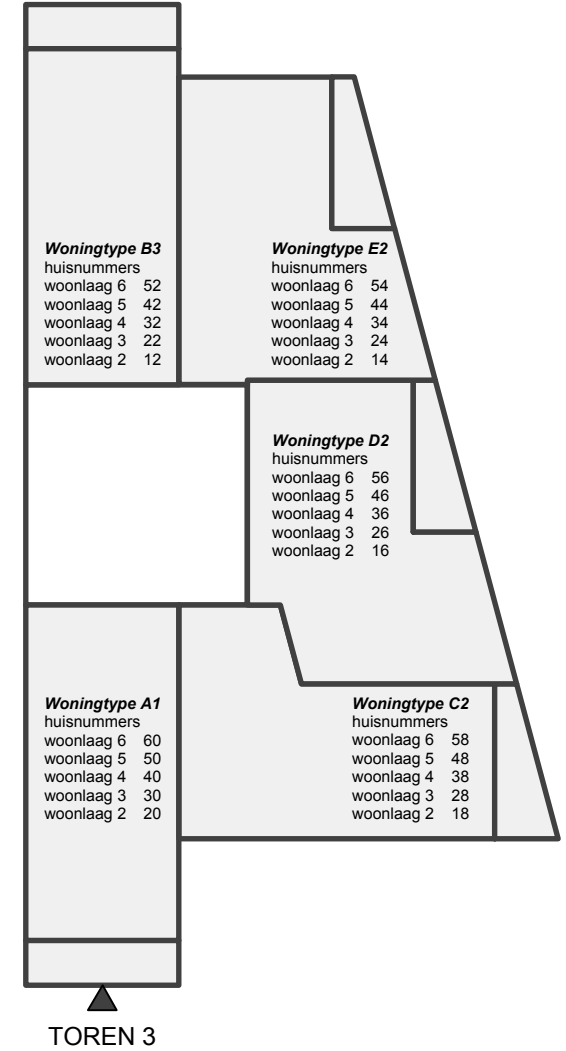 Woningtype B3
huisnummers
woonlaag 6 52
woonlaag 5 42
woonlaag 4 32
woonlaag 3 22
woonlaag 2 12
Woningtype E2
huisnummers
woonlaag 6 54
woonlaag 5 44
woonlaag 4 34
woonlaag 3 24
woonlaag 2 14
Woningtype D2
huisnummers
woonlaag 6 56
woonlaag 5 46
woonlaag 4 36
woonlaag 3 26
woonlaag 2 16
Woningtype A1
huisnummers
woonlaag 6 60
woonlaag 5 50
woonlaag 4 40
woonlaag 3 30
woonlaag 2 20
Woningtype C2
huisnummers
woonlaag 6 58
woonlaag 5 48
woonlaag 4 38
woonlaag 3 28
woonlaag 2 18
TOREN 3